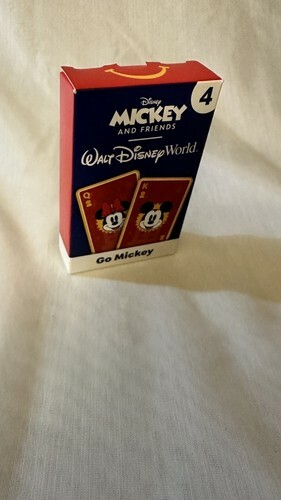 Disney
MICKEY
AND FRIENDS
4
Walt Disney World
Q
K
Go Mickey